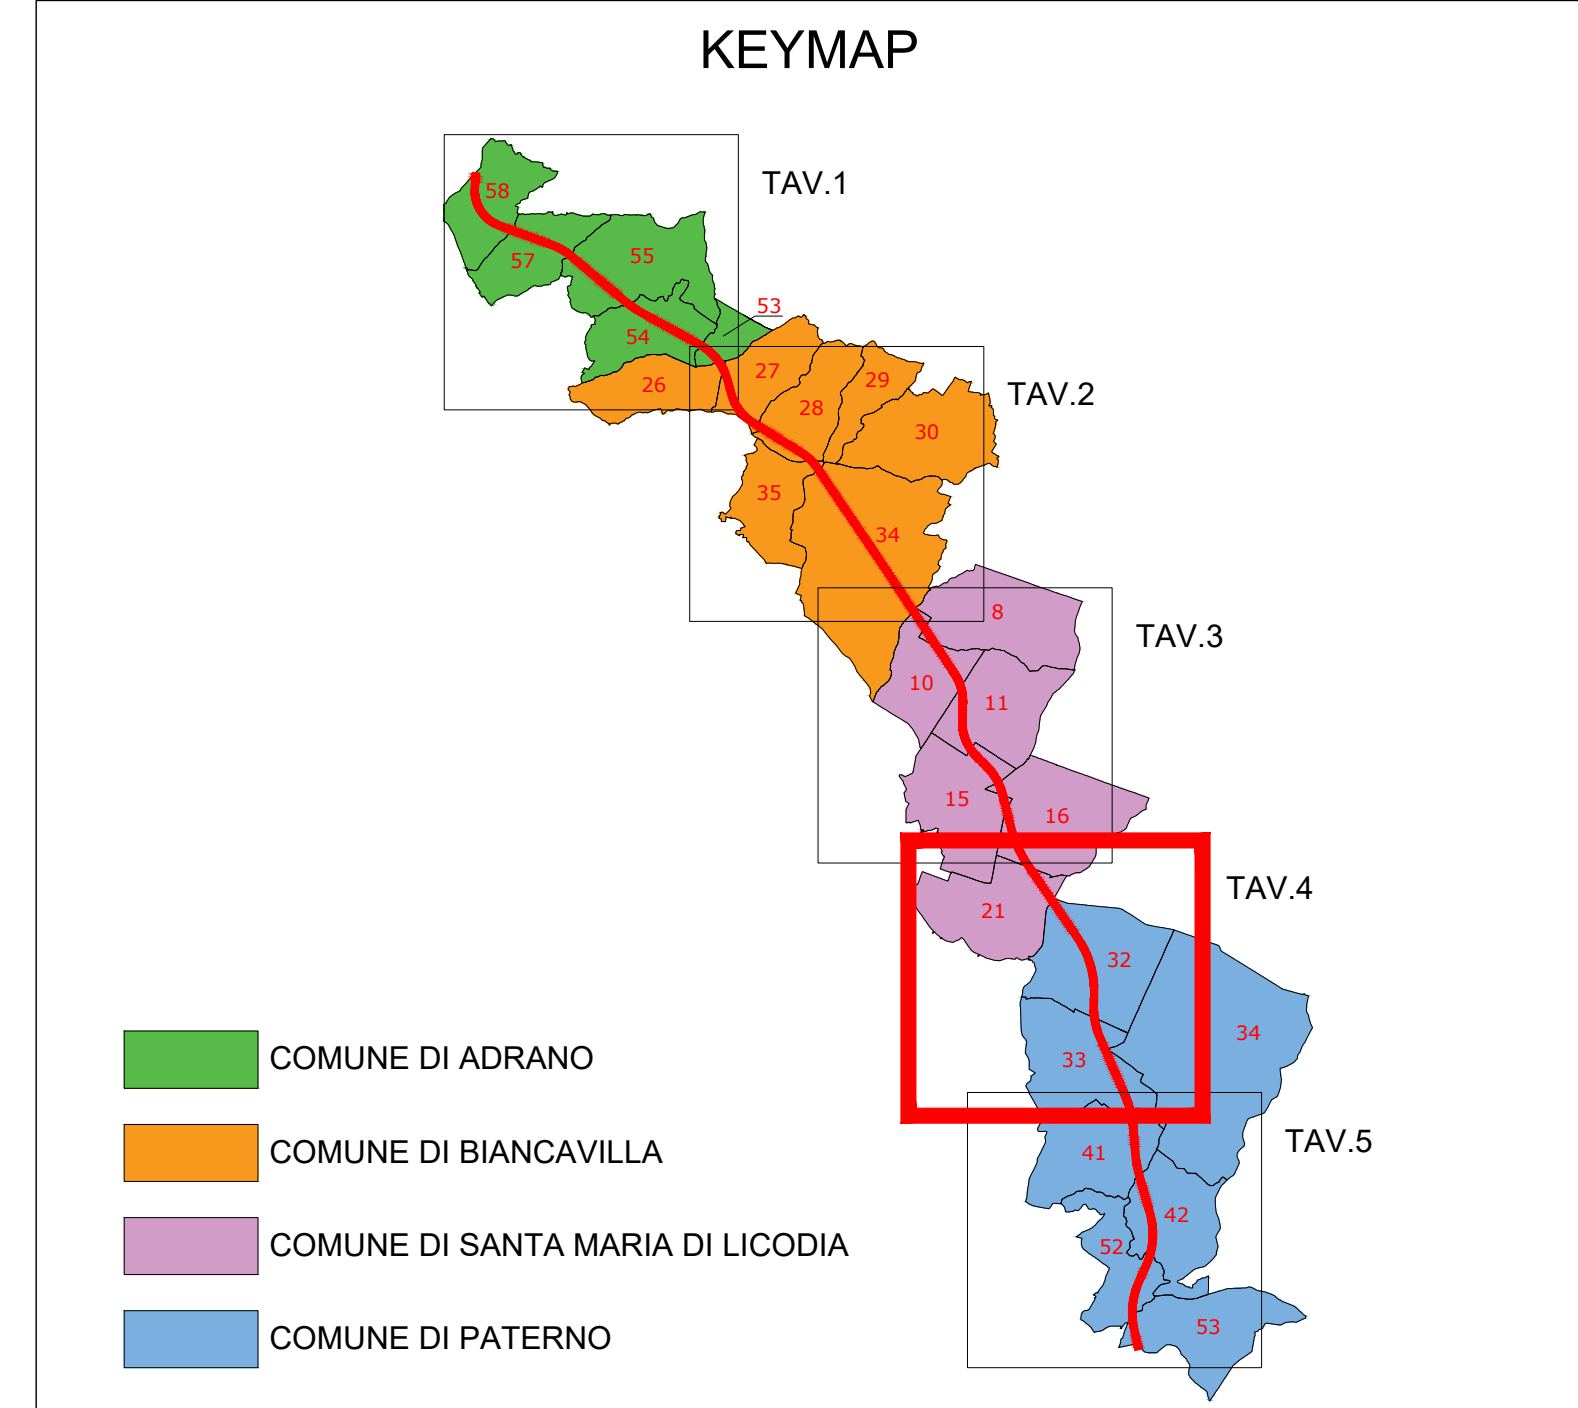 KEYMAP
TAV.1
58
55
57
53
54
27
29
26
TAV.2
28
30
35
34
8
TAV.3
10
11
15
16
TAV.4
21
32
34
COMUNE DI ADRANO
33
TAV.5
COMUNE DI BIANCAVILLA
41
42
COMUNE DI SANTA MARIA DI LICODIA
52
53
COMUNE DI PATERNO